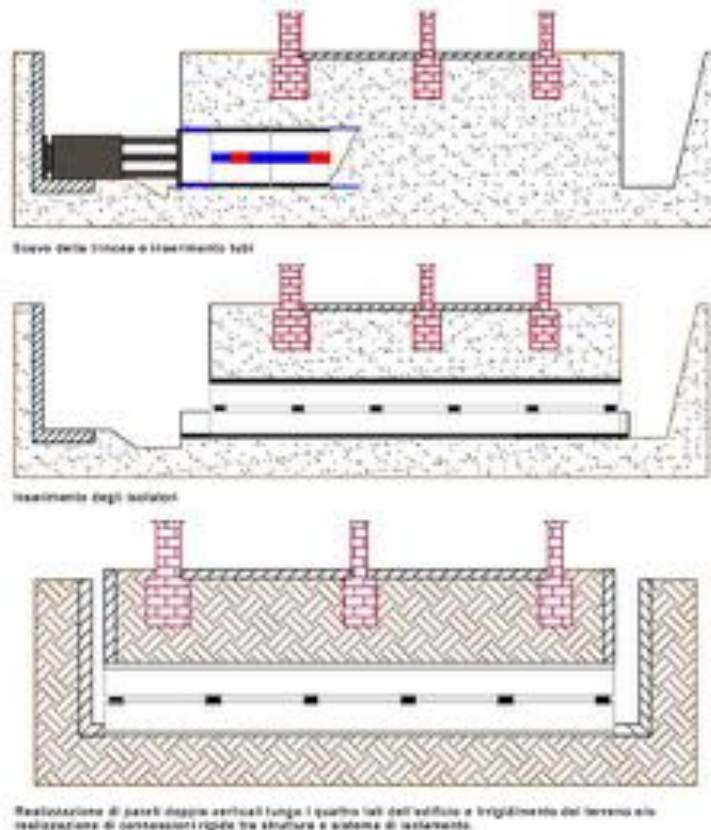 Scavo della trincea e inserimento tubi
Inserimento degli isolatori
Realizzazione di pareti doppie verticali lungo i quattro lati dell'edificio e irrigidimento del terreno e/o
realizzazione di connessioni rigide tra struttura e sistema di isolamento.